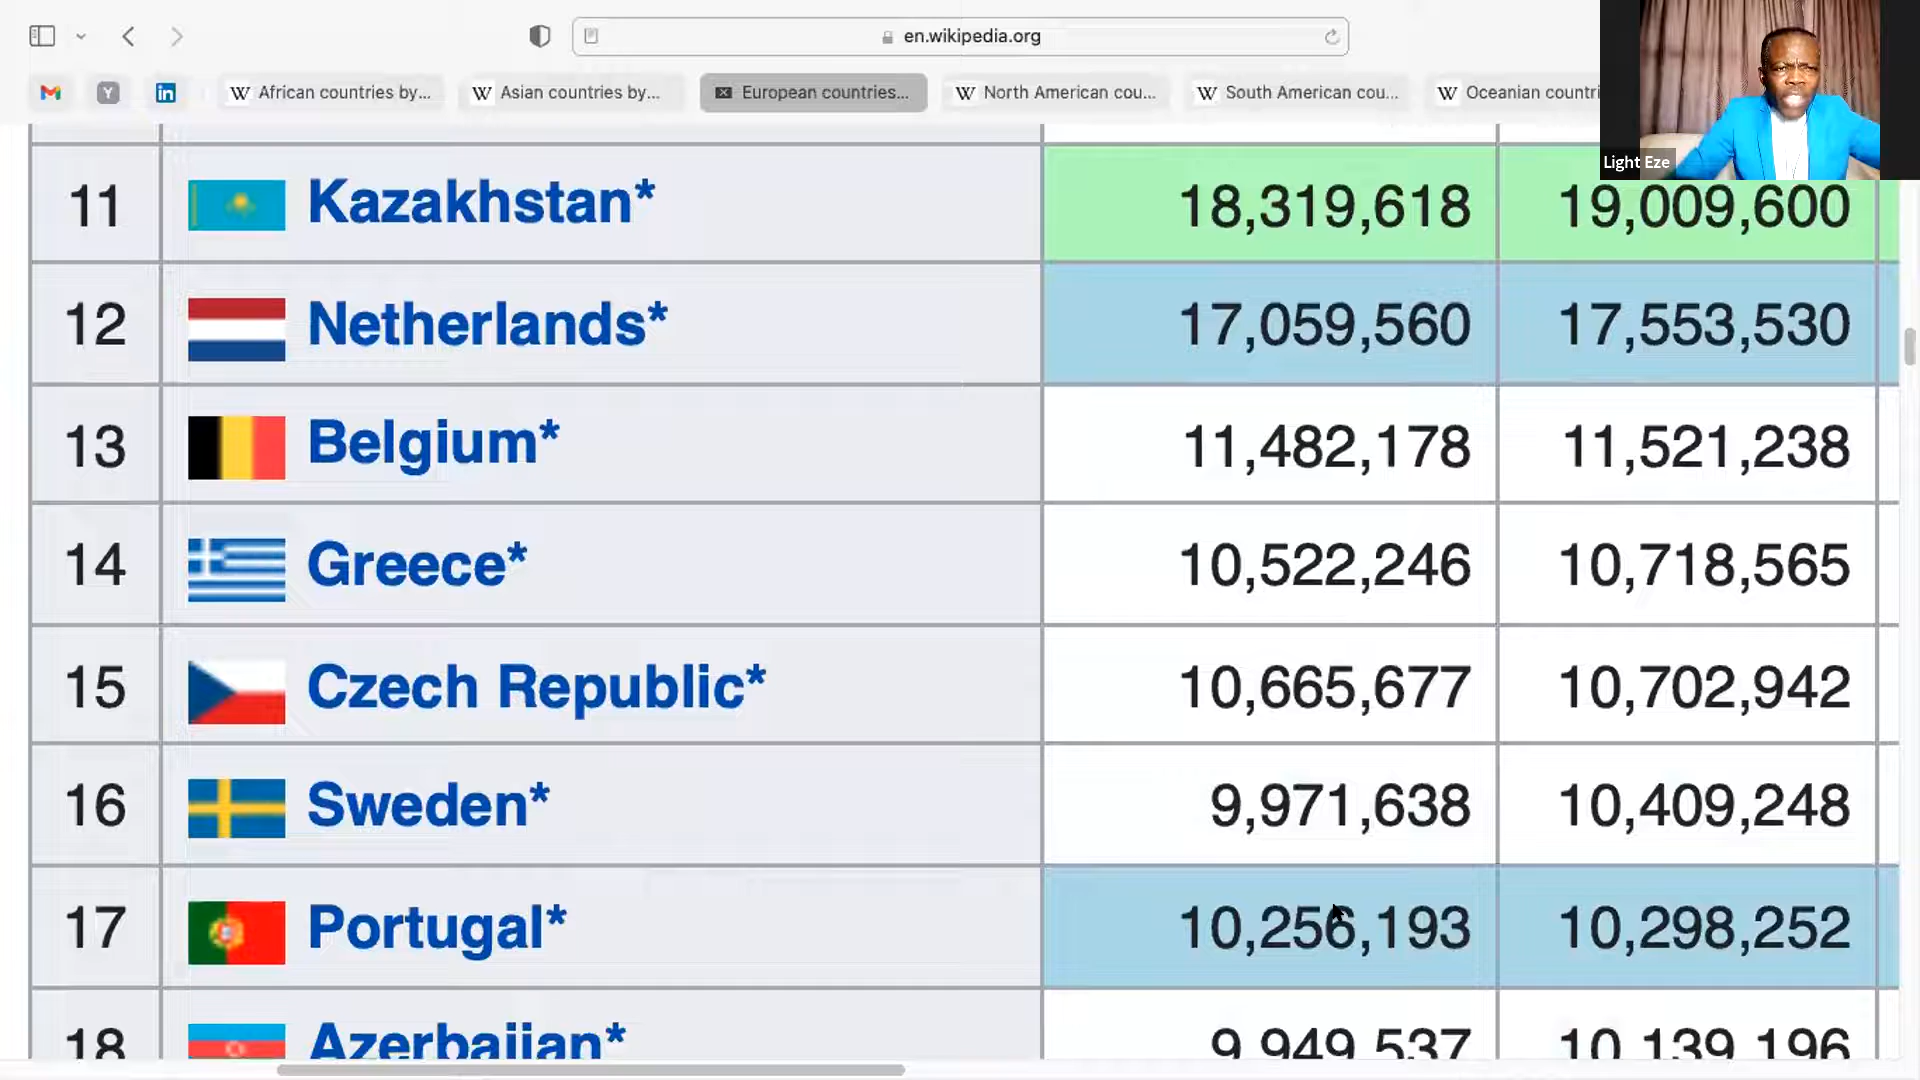 en.wikipedia.org
African countries by...
Asian countries by...
European countries...
North American cou...
South American cou...
Oceanian countri
Light Eze
11 Kazakhstan* 18,319,618 19,009,600
12 Netherlands* 17,059,560 17,553,530
13 Belgium* 11,482,178 11,521,238
14 Greece* 10,522,246 10,718,565
15 Czech Republic* 10,665,677 10,702,942
16 Sweden* 9,971,638 10,409,248
17 Portugal* 10,256,193 10,298,252
18 Azerbaijan* 9,949,537 10,139,196